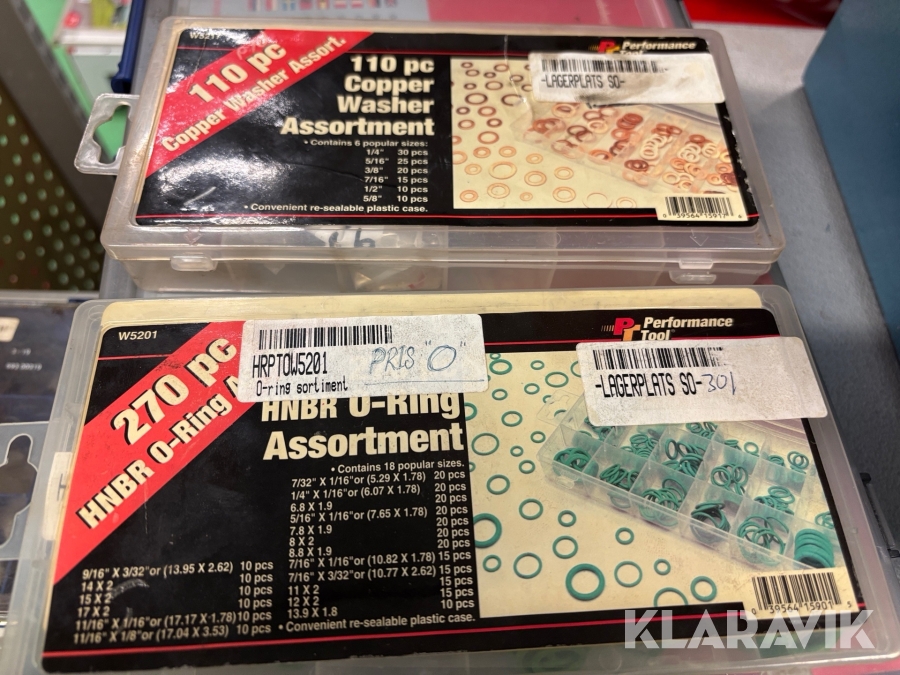 W5217
110 pc
Copper Washer Assort.
110 pc
Copper
Washer
Assortment
• Contains 6 popular sizes:
1/4" 30 pcs
5/16" 25 pcs
3/8" 20 pcs
7/16" 15 pcs
1/2" 10 pcs
5/8" 10 pcs
• Convenient re-sealable plastic case.
PT Performance
Tool
-LAGERPLATS SO-
0 39564 15917 6
W5201
270 pc
HNBR O-Ring A
HRPTOW5201
O-ring sortiment
PRIS "O"
PT Performance
Tool
-LAGERPLATS SO-301
HNBR O-Ring
Assortment
• Contains 18 popular sizes.
7/32" X 1/16"or (5.29 X 1.78) 20 pcs
1/4" X 1/16"or (6.07 X 1.78) 20 pcs
6.8 X 1.9 20 pcs
5/16" X 1/16"or (7.65 X 1.78) 20 pcs
7.8 X 1.9 20 pcs
8 X 2 20 pcs
8.8 X 1.9 20 pcs
7/16" X 1/16"or (10.82 X 1.78) 15 pcs
7/16" X 3/32"or (10.77 X 2.62) 15 pcs
11 X 2 15 pcs
12 X 2 15 pcs
13.9 X 1.8 10 pcs
• Convenient re-sealable plastic case.
9/16" X 3/32"or (13.95 X 2.62) 10 pcs
14 X 2 10 pcs
15 X 2 10 pcs
17 X 2 10 pcs
11/16" X 1/16"or (17.17 X 1.78) 10 pcs
11/16" X 1/8"or (17.04 X 3.53) 10 pcs
0 39564 15901 5
KLARAVIK